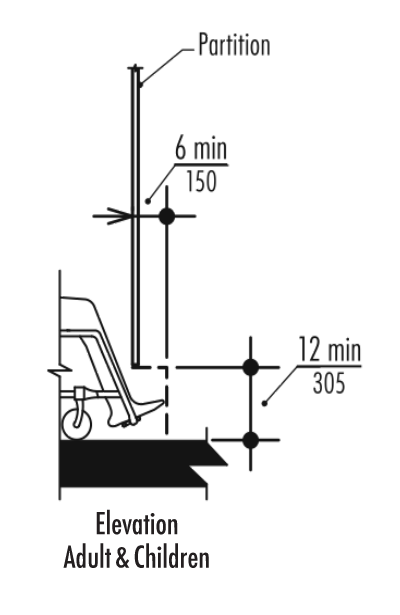 Partition
6 min
150
12 min
305
Elevation
Adult & Children